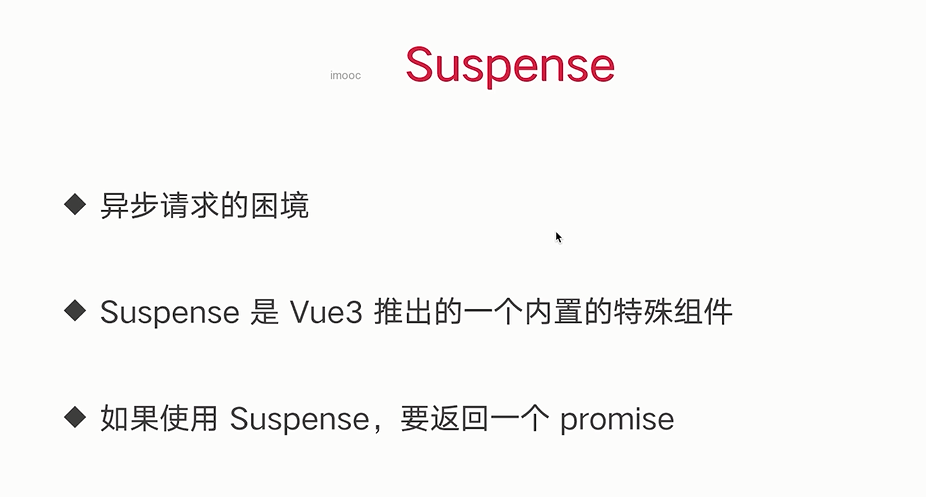 imooc Suspense
◆ 异步请求的困境
◆ Suspense 是 Vue3 推出的一个内置的特殊组件
◆ 如果使用 Suspense，要返回一个 promise